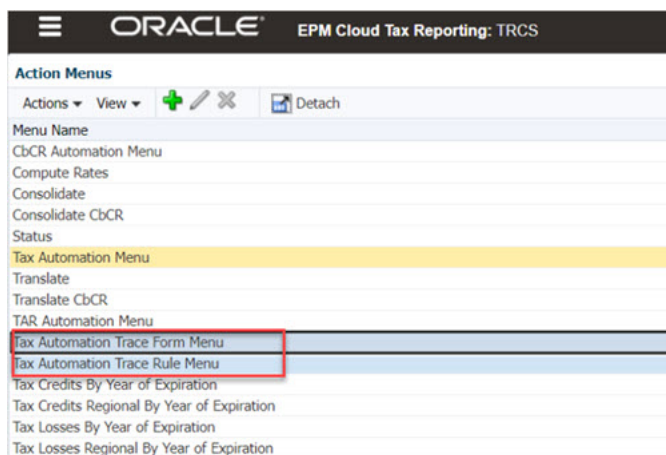 ORACLE® EPM Cloud Tax Reporting: TRCS
Action Menus
Actions View Detach
Menu Name
CbCR Automation Menu
Compute Rates
Consolidate
Consolidate CbCR
Status
Tax Automation Menu
Translate
Translate CbCR
TAR Automation Menu
Tax Automation Trace Form Menu
Tax Automation Trace Rule Menu
Tax Credits By Year of Expiration
Tax Credits Regional By Year of Expiration
Tax Losses By Year of Expiration
Tax Losses Regional By Year of Expiration